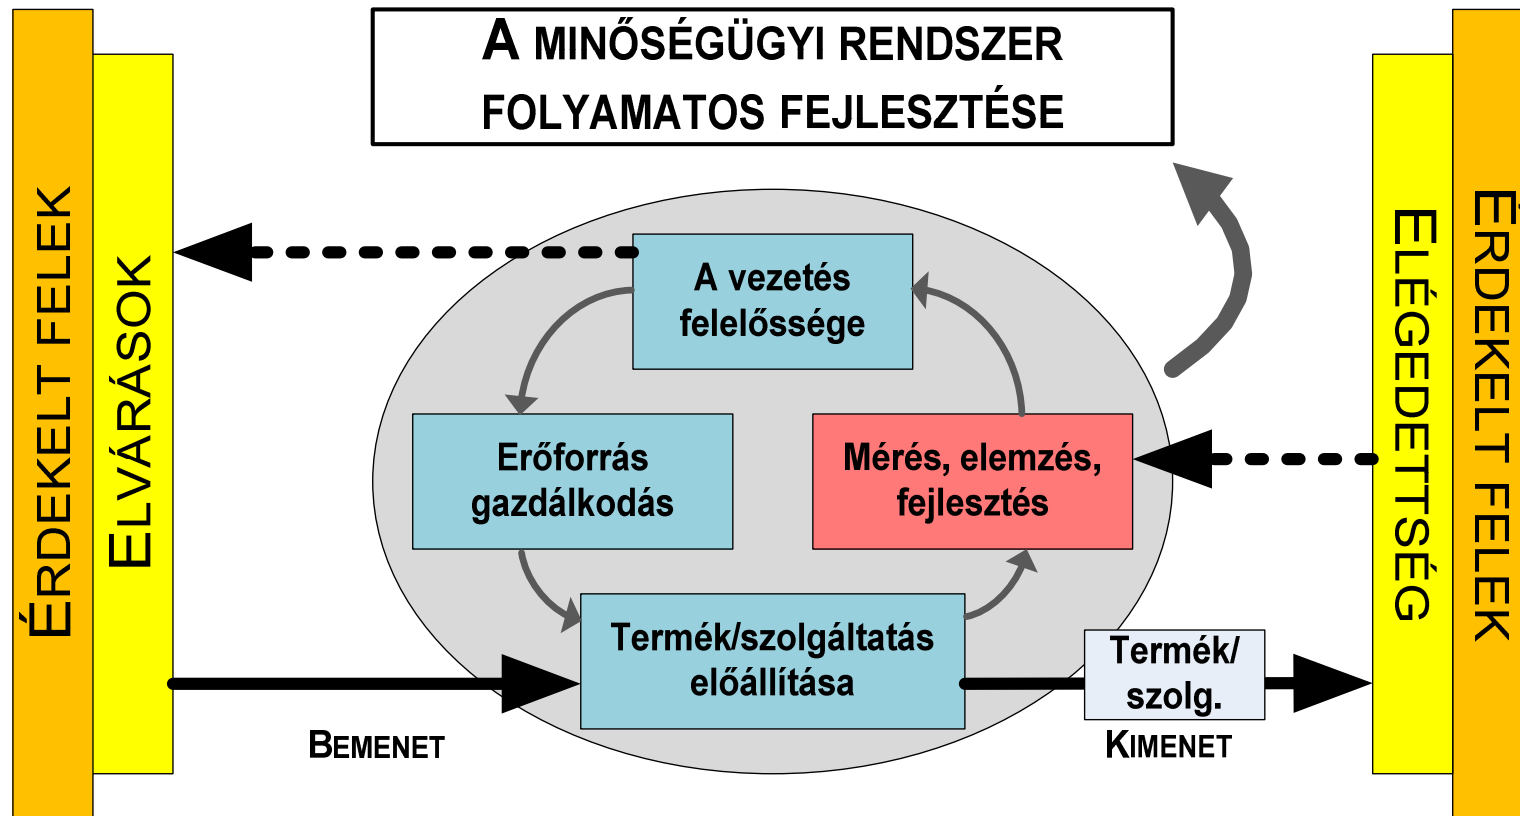 A MINŐSÉGÜGYI RENDSZER
FOLYAMATOS FEJLESZTÉSE
ÉRDEKELT FELEK
ELVÁRÁSOK
A vezetés
felelőssége
Erőforrás
gazdálkodás
Mérés, elemzés,
fejlesztés
Termék/szolgáltatás
előállítása
BEMENET
Termék/
szolg.
KIMENET
ELÉGEDETTSÉG
ÉRDEKELT FELEK